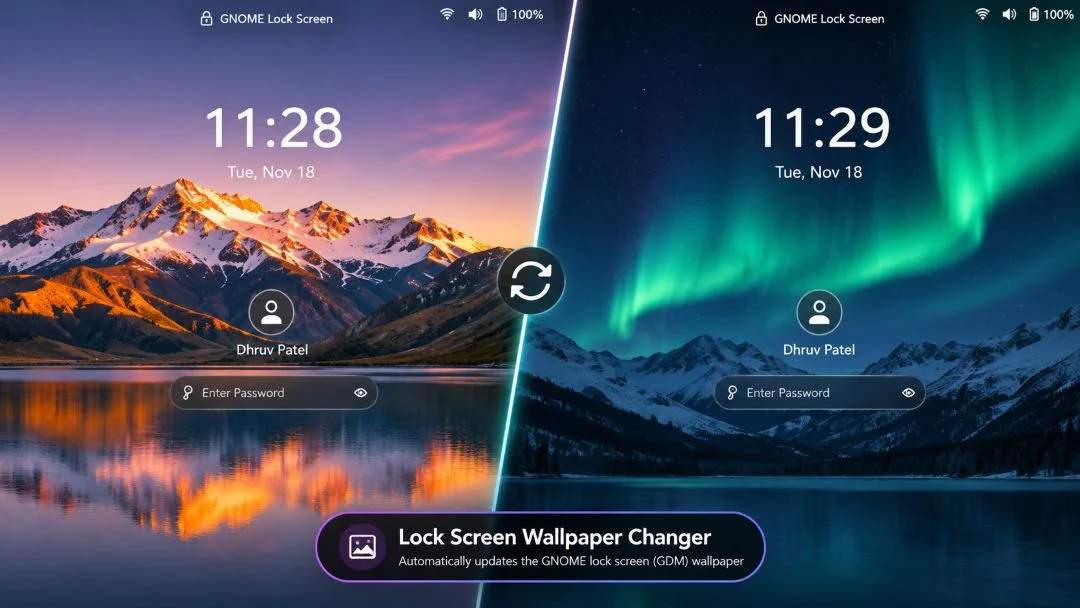 GNOME Lock Screen
100%
11:28
Tue, Nov 18
Dhruv Patel
Enter Password
GNOME Lock Screen
100%
11:29
Tue, Nov 18
Dhruv Patel
Enter Password
Lock Screen Wallpaper Changer
Automatically updates the GNOME lock screen (GDM) wallpaper